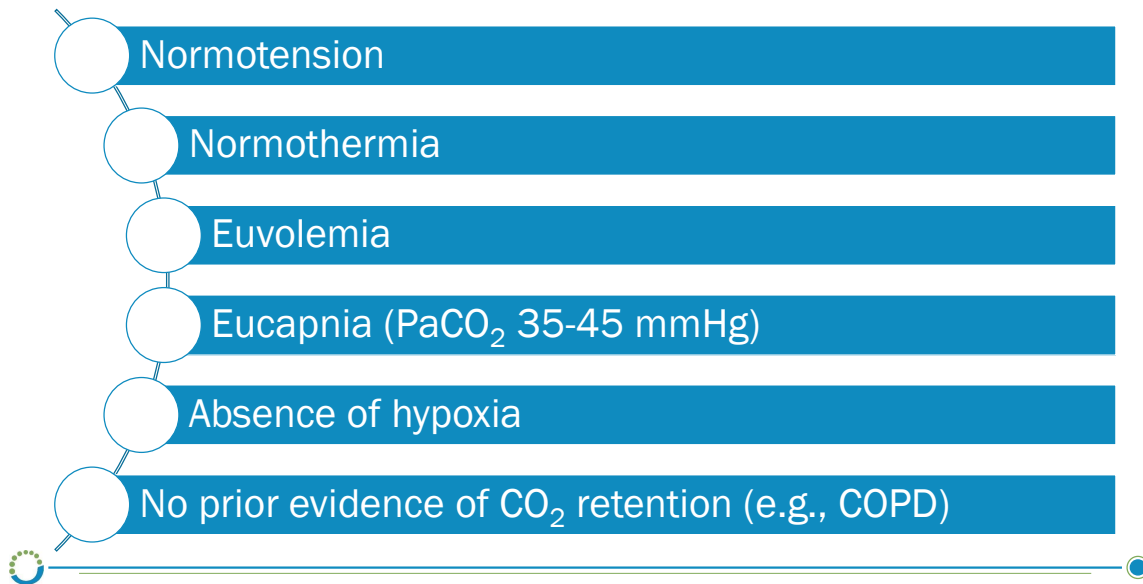 Normotension
Normothermia
Euvolemia
Eucapnia (PaCO₂ 35-45 mmHg)
Absence of hypoxia
No prior evidence of CO₂ retention (e.g., COPD)